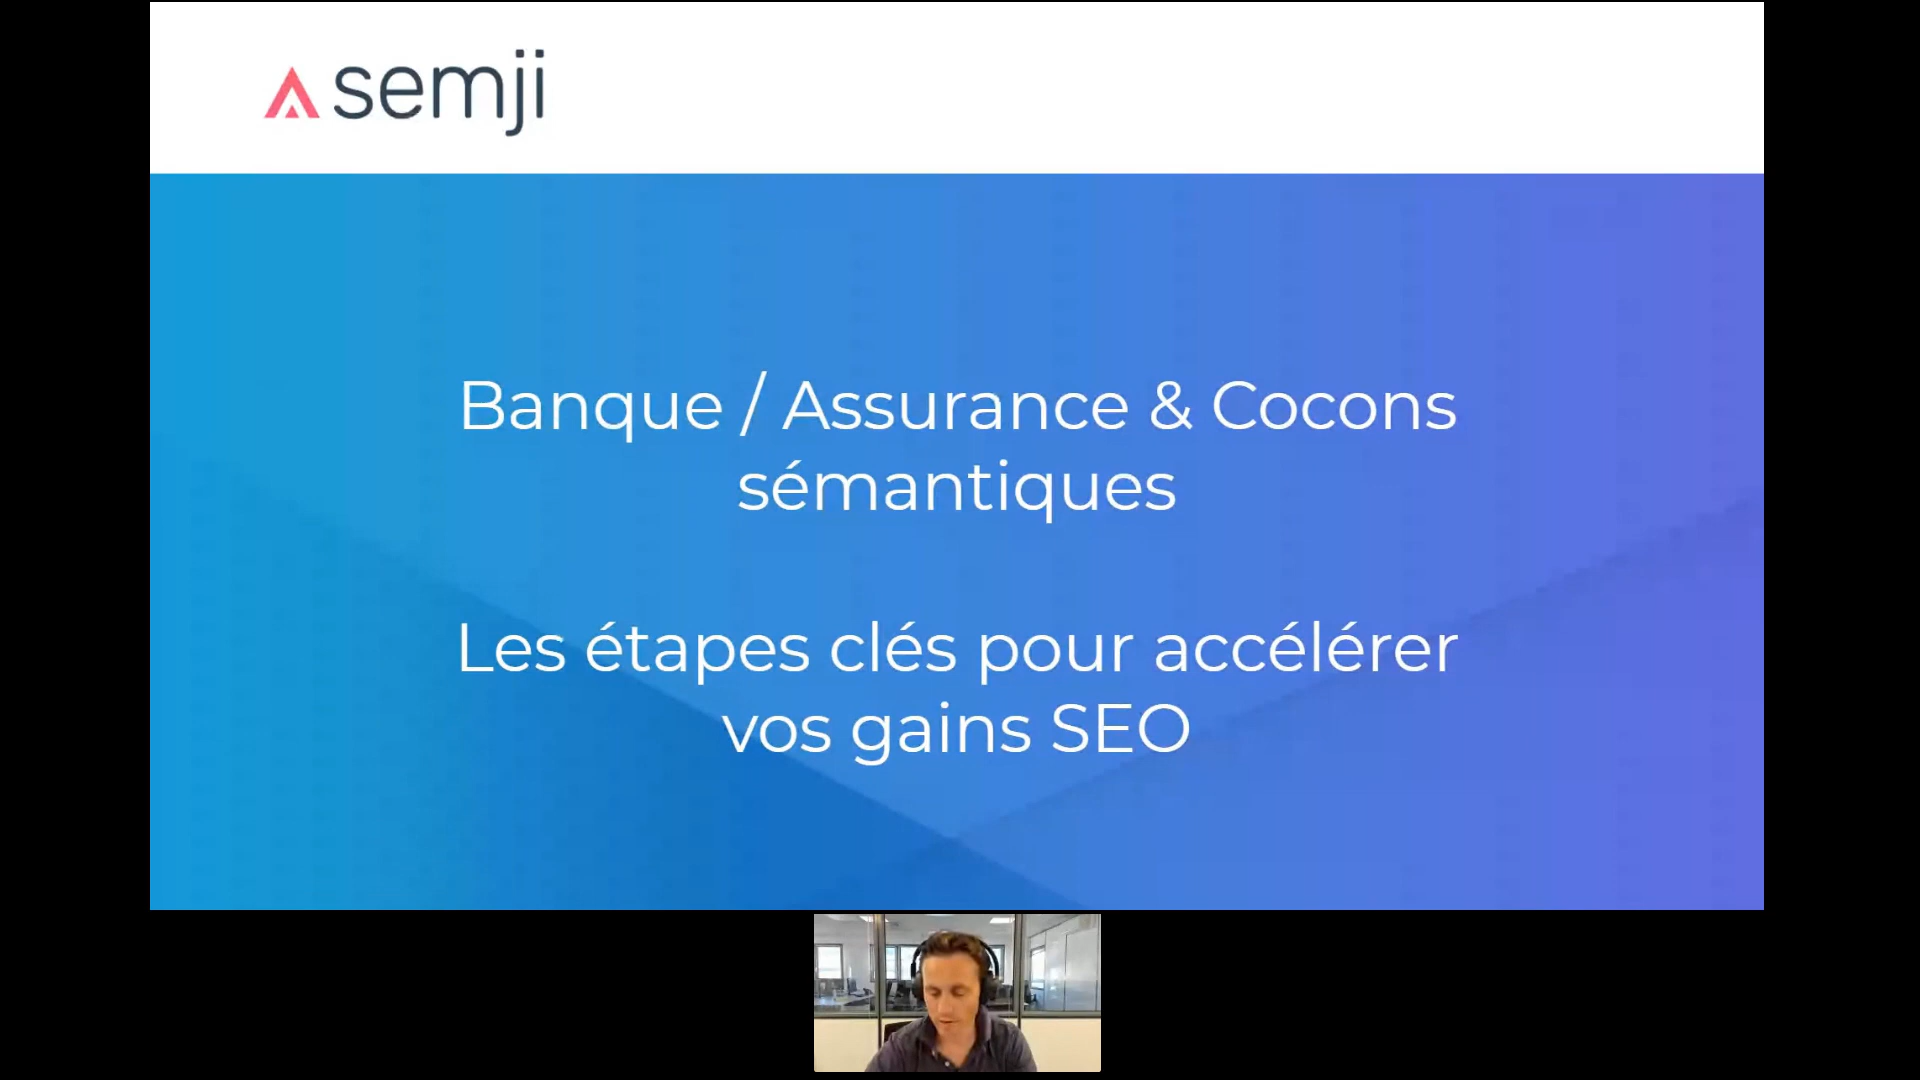 semji
Banque / Assurance & Cocons
sémantiques
Les étapes clés pour accélérer
vos gains SEO